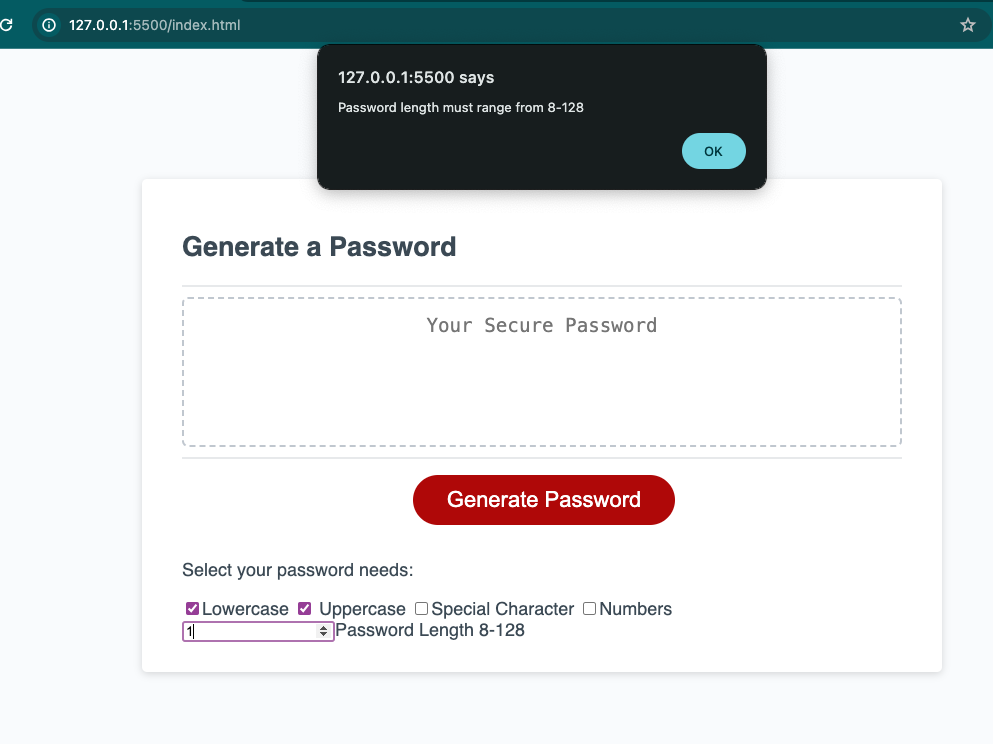 127.0.0.1:5500/index.html
127.0.0.1:5500 says
Password length must range from 8-128
OK
Generate a Password
Your Secure Password
Generate Password
Select your password needs:
Lowercase Uppercase Special Character Numbers
1 Password Length 8-128